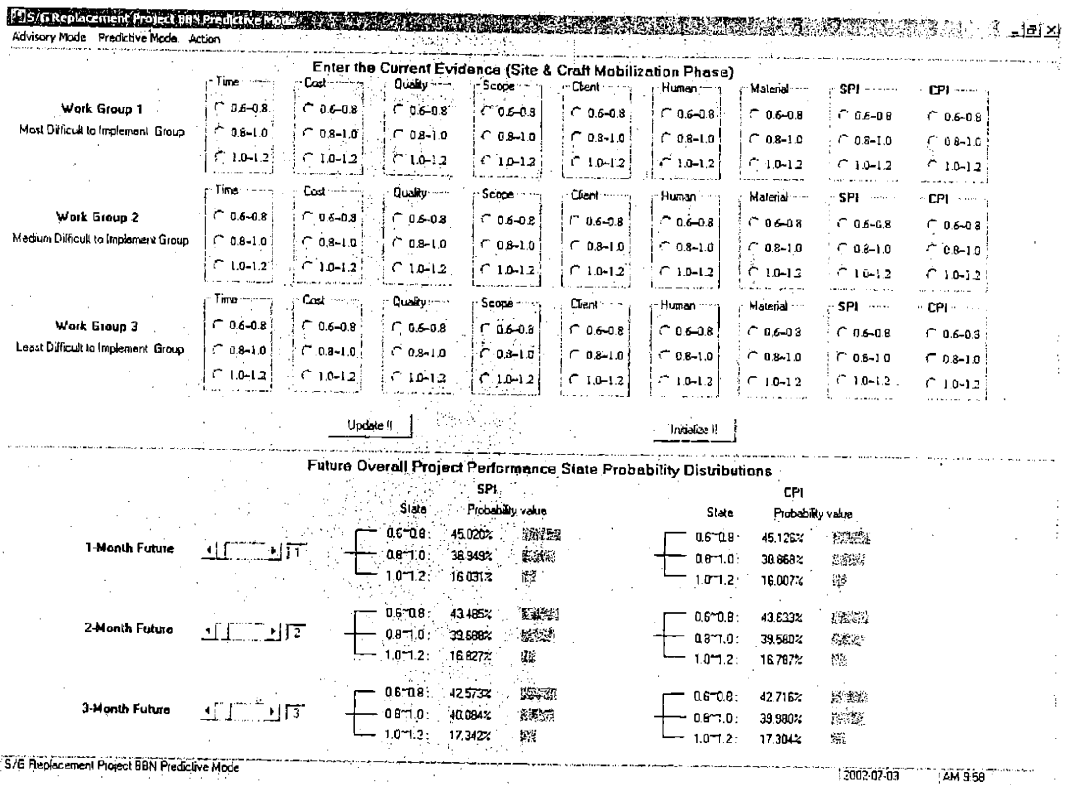 S/G Replacement Project BBN Predictive Mode
Advisory Mode Predictive Mode Action
Enter the Current Evidence (Site & Craft Mobilization Phase)
Time Cost Quality Scope Client Human Material SPI CPI
Work Group 1
0.6~0.8 0.6~0.8 0.6~0.8 0.6~0.8 0.6~0.8 0.6~0.8 0.6~0.8 0.6~0.8 0.6~0.8
Most Difficult to Implement Group
0.8~1.0 0.8~1.0 0.8~1.0 0.8~1.0 0.8~1.0 0.8~1.0 0.8~1.0 0.8~1.0 0.8~1.0
1.0~1.2 1.0~1.2 1.0~1.2 1.0~1.2 1.0~1.2 1.0~1.2 1.0~1.2 1.0~1.2 1.0~1.2
Time Cost Quality Scope Client Human Material SPI CPI
Work Group 2
0.6~0.8 0.6~0.8 0.6~0.8 0.6~0.8 0.6~0.8 0.6~0.8 0.6~0.8 0.6~0.8 0.6~0.8
Medium Difficult to Implement Group
0.8~1.0 0.8~1.0 0.8~1.0 0.8~1.0 0.8~1.0 0.8~1.0 0.8~1.0 0.8~1.0 0.8~1.0
1.0~1.2 1.0~1.2 1.0~1.2 1.0~1.2 1.0~1.2 1.0~1.2 1.0~1.2 1.0~1.2 1.0~1.2
Time Cost Quality Scope Client Human Material SPI CPI
Work Group 3
0.6~0.8 0.6~0.8 0.6~0.8 0.6~0.8 0.6~0.8 0.6~0.8 0.6~0.8 0.6~0.8 0.6~0.8
Least Difficult to Implement Group
0.8~1.0 0.8~1.0 0.8~1.0 0.8~1.0 0.8~1.0 0.8~1.0 0.8~1.0 0.8~1.0 0.8~1.0
1.0~1.2 1.0~1.2 1.0~1.2 1.0~1.2 1.0~1.2 1.0~1.2 1.0~1.2 1.0~1.2 1.0~1.2
Update !! Initialize !!
Future Overall Project Performance State Probability Distributions
SPI CPI
State Probability value State Probability value
0.6~0.8: 45.020% 0.6~0.8: 45.126%
1-Month Future 1 0.8~1.0: 38.949% 0.8~1.0: 38.868%
1.0~1.2: 16.031% 1.0~1.2: 16.007%
0.6~0.8: 43.485% 0.6~0.8: 43.633%
2-Month Future 2 0.8~1.0: 39.688% 0.8~1.0: 39.580%
1.0~1.2: 16.827% 1.0~1.2: 16.787%
0.6~0.8: 42.573% 0.6~0.8: 42.716%
3-Month Future 3 0.8~1.0: 40.084% 0.8~1.0: 39.980%
1.0~1.2: 17.342% 1.0~1.2: 17.304%
S/G Replacement Project BBN Predictive Mode 2002-07-03 AM 9:58